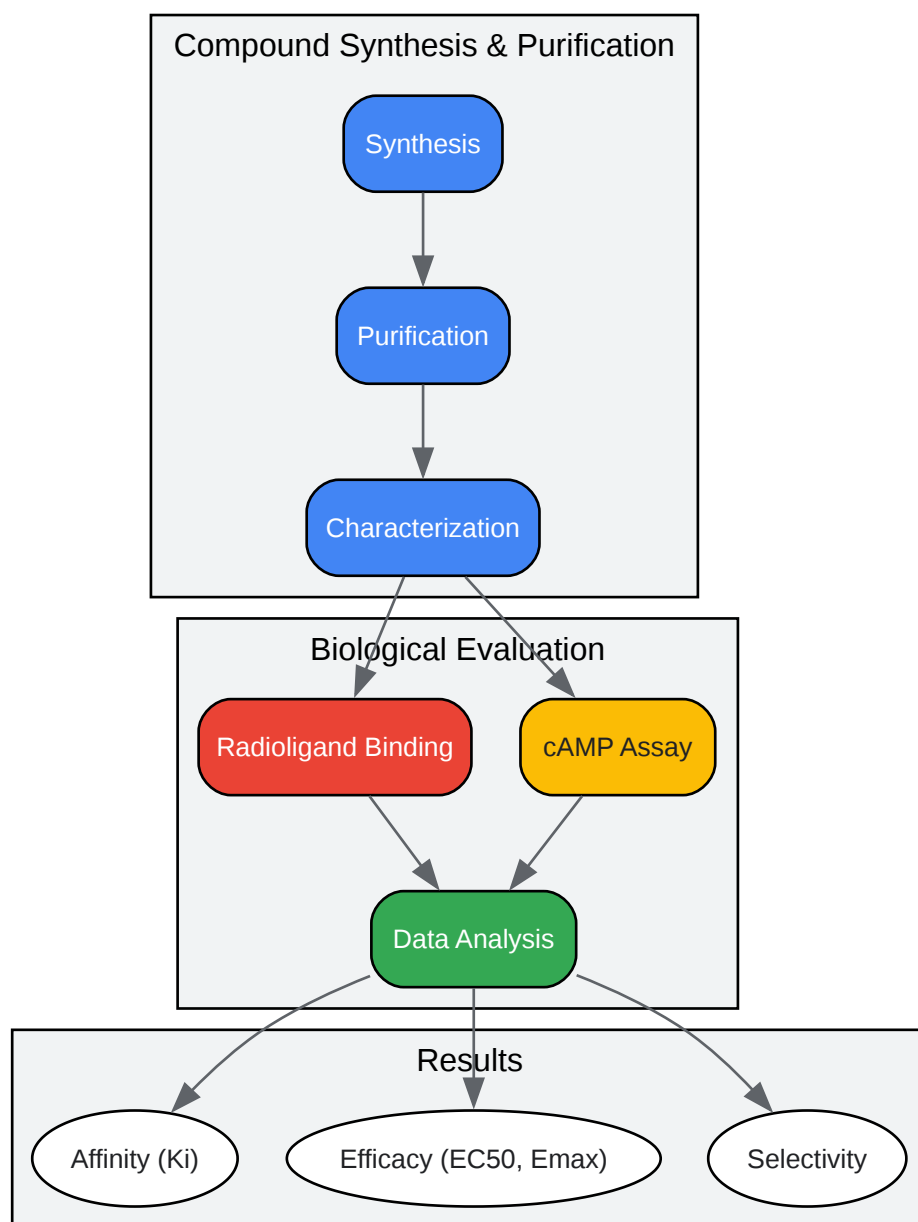 Compound Synthesis & Purification
Synthesis
Purification
Characterization
Biological Evaluation
Radioligand Binding
cAMP Assay
Data Analysis
Results
Affinity (Ki)
Efficacy (EC50, Emax)
Selectivity